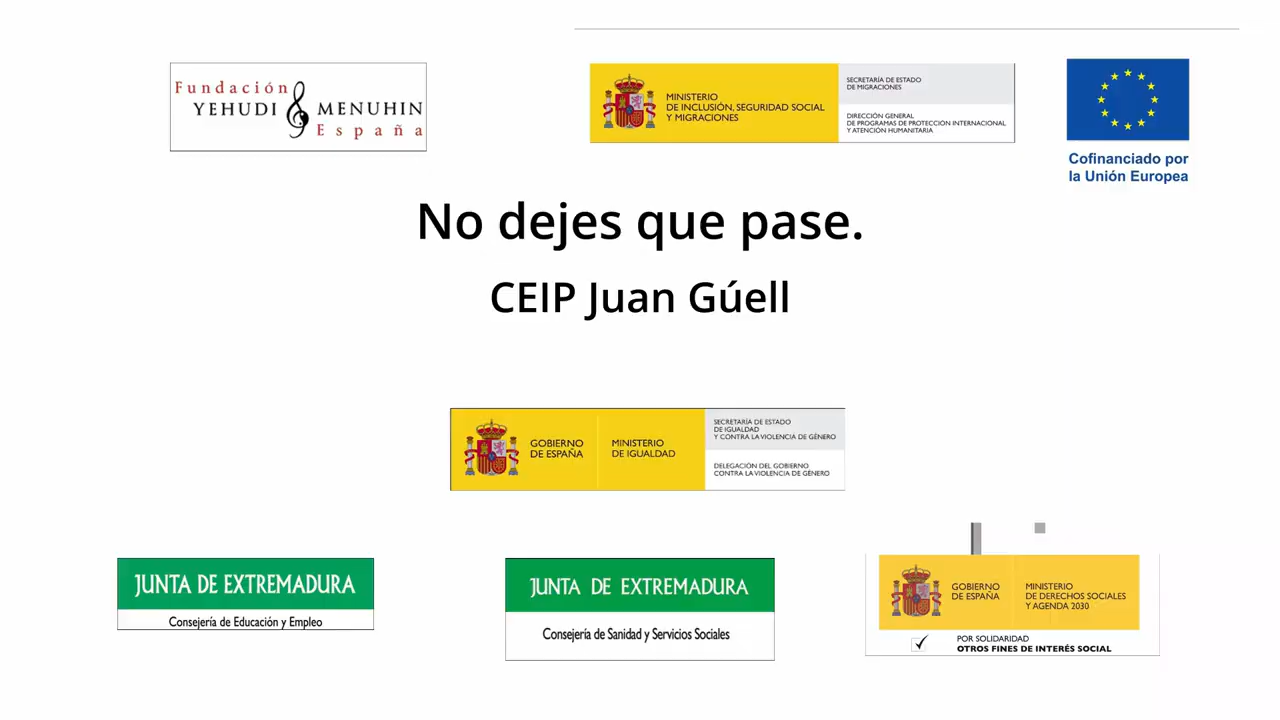 Fundación
YEHUDI MENUHIN
España
MINISTERIO
DE INCLUSIÓN, SEGURIDAD SOCIAL
Y MIGRACIONES
SECRETARÍA DE ESTADO
DE MIGRACIONES
DIRECCIÓN GENERAL
DE PROGRAMAS DE PROTECCIÓN INTERNACIONAL
Y ATENCIÓN HUMANITARIA
Cofinanciado por
la Unión Europea
No dejes que pase.
CEIP Juan Gúell
GOBIERNO
DE ESPAÑA
MINISTERIO
DE IGUALDAD
SECRETARÍA DE ESTADO
DE IGUALDAD
Y CONTRA LA VIOLENCIA DE GÉNERO
DELEGACIÓN DEL GOBIERNO
CONTRA LA VIOLENCIA DE GÉNERO
JUNTA DE EXTREMADURA
Consejería de Educación y Empleo
JUNTA DE EXTREMADURA
Consejería de Sanidad y Servicios Sociales
GOBIERNO
DE ESPAÑA
MINISTERIO
DE DERECHOS SOCIALES
Y AGENDA 2030
POR SOLIDARIDAD
OTROS FINES DE INTERÉS SOCIAL